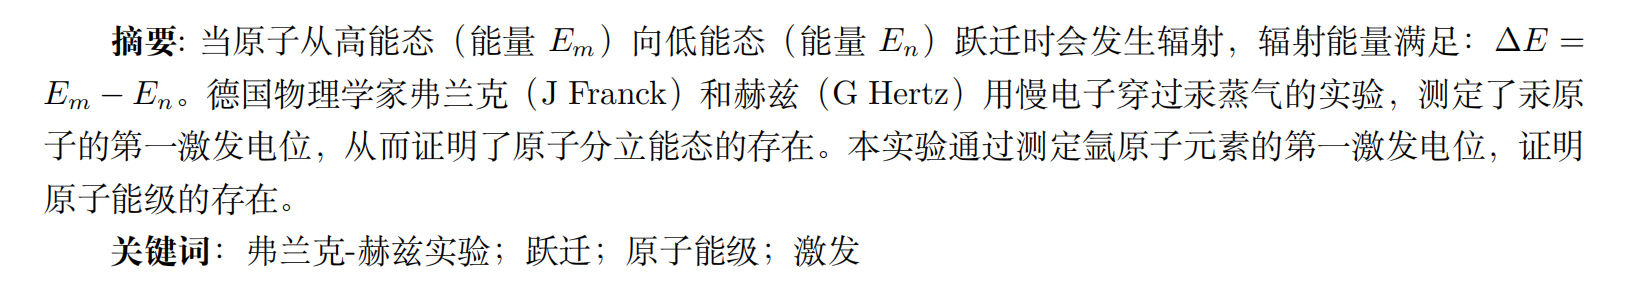 摘要: 当原子从高能态（能量 Em）向低能态（能量 En）跃迁时会发生辐射，辐射能量满足：ΔE =
Em − En。德国物理学家弗兰克（J Franck）和赫兹（G Hertz）用慢电子穿过汞蒸气的实验，测定了汞原
子的第一激发电位，从而证明了原子分立能态的存在。本实验通过测定氩原子元素的第一激发电位，证明
原子能级的存在。
关键词：弗兰克-赫兹实验；跃迁；原子能级；激发